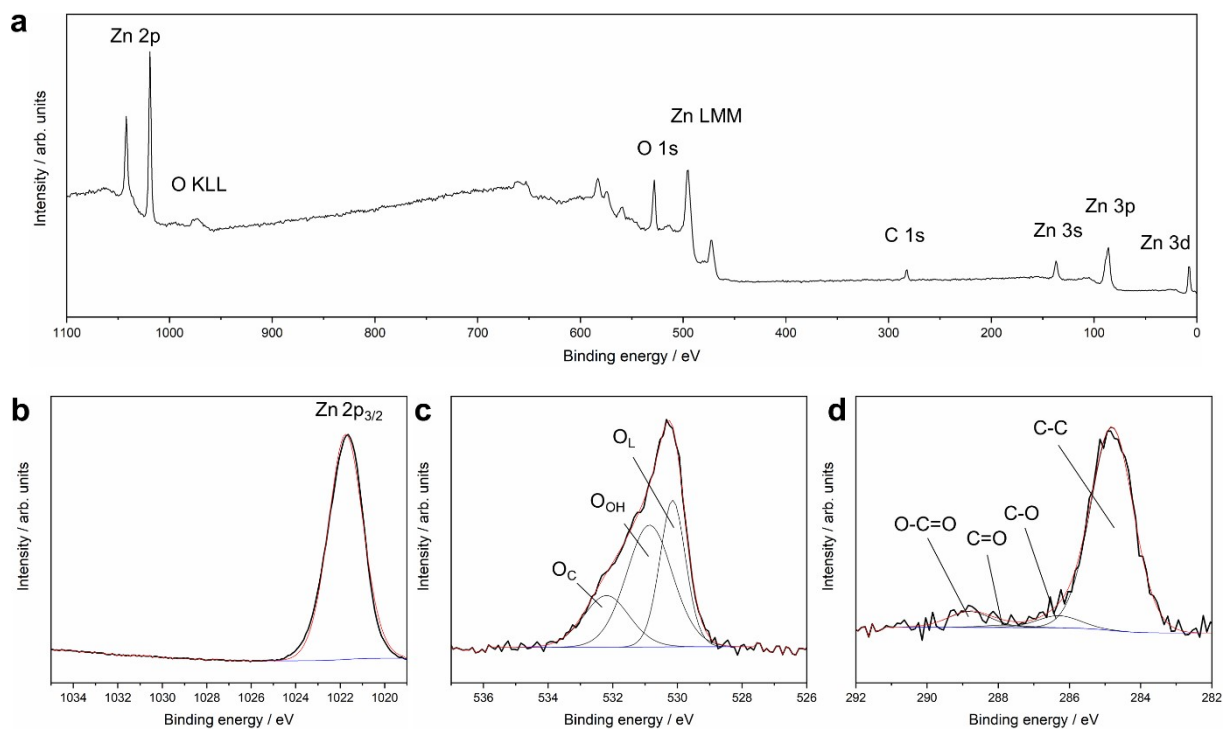 a
Zn 2p
O KLL
O 1s
Zn LMM
C 1s
Zn 3s
Zn 3p
Zn 3d
Intensity / arb. units
1100 1000 900 800 700 600 500 400 300 200 100 0
Binding energy / eV
b
Zn 2p3/2
Intensity / arb. units
1034 1032 1030 1028 1026 1024 1022 1020
Binding energy / eV
c
OL
OOH
OC
Intensity / arb. units
536 534 532 530 528 526
Binding energy / eV
d
C-C
C-O
C=O
O-C=O
Intensity / arb. units
292 290 288 286 284 282
Binding energy / eV